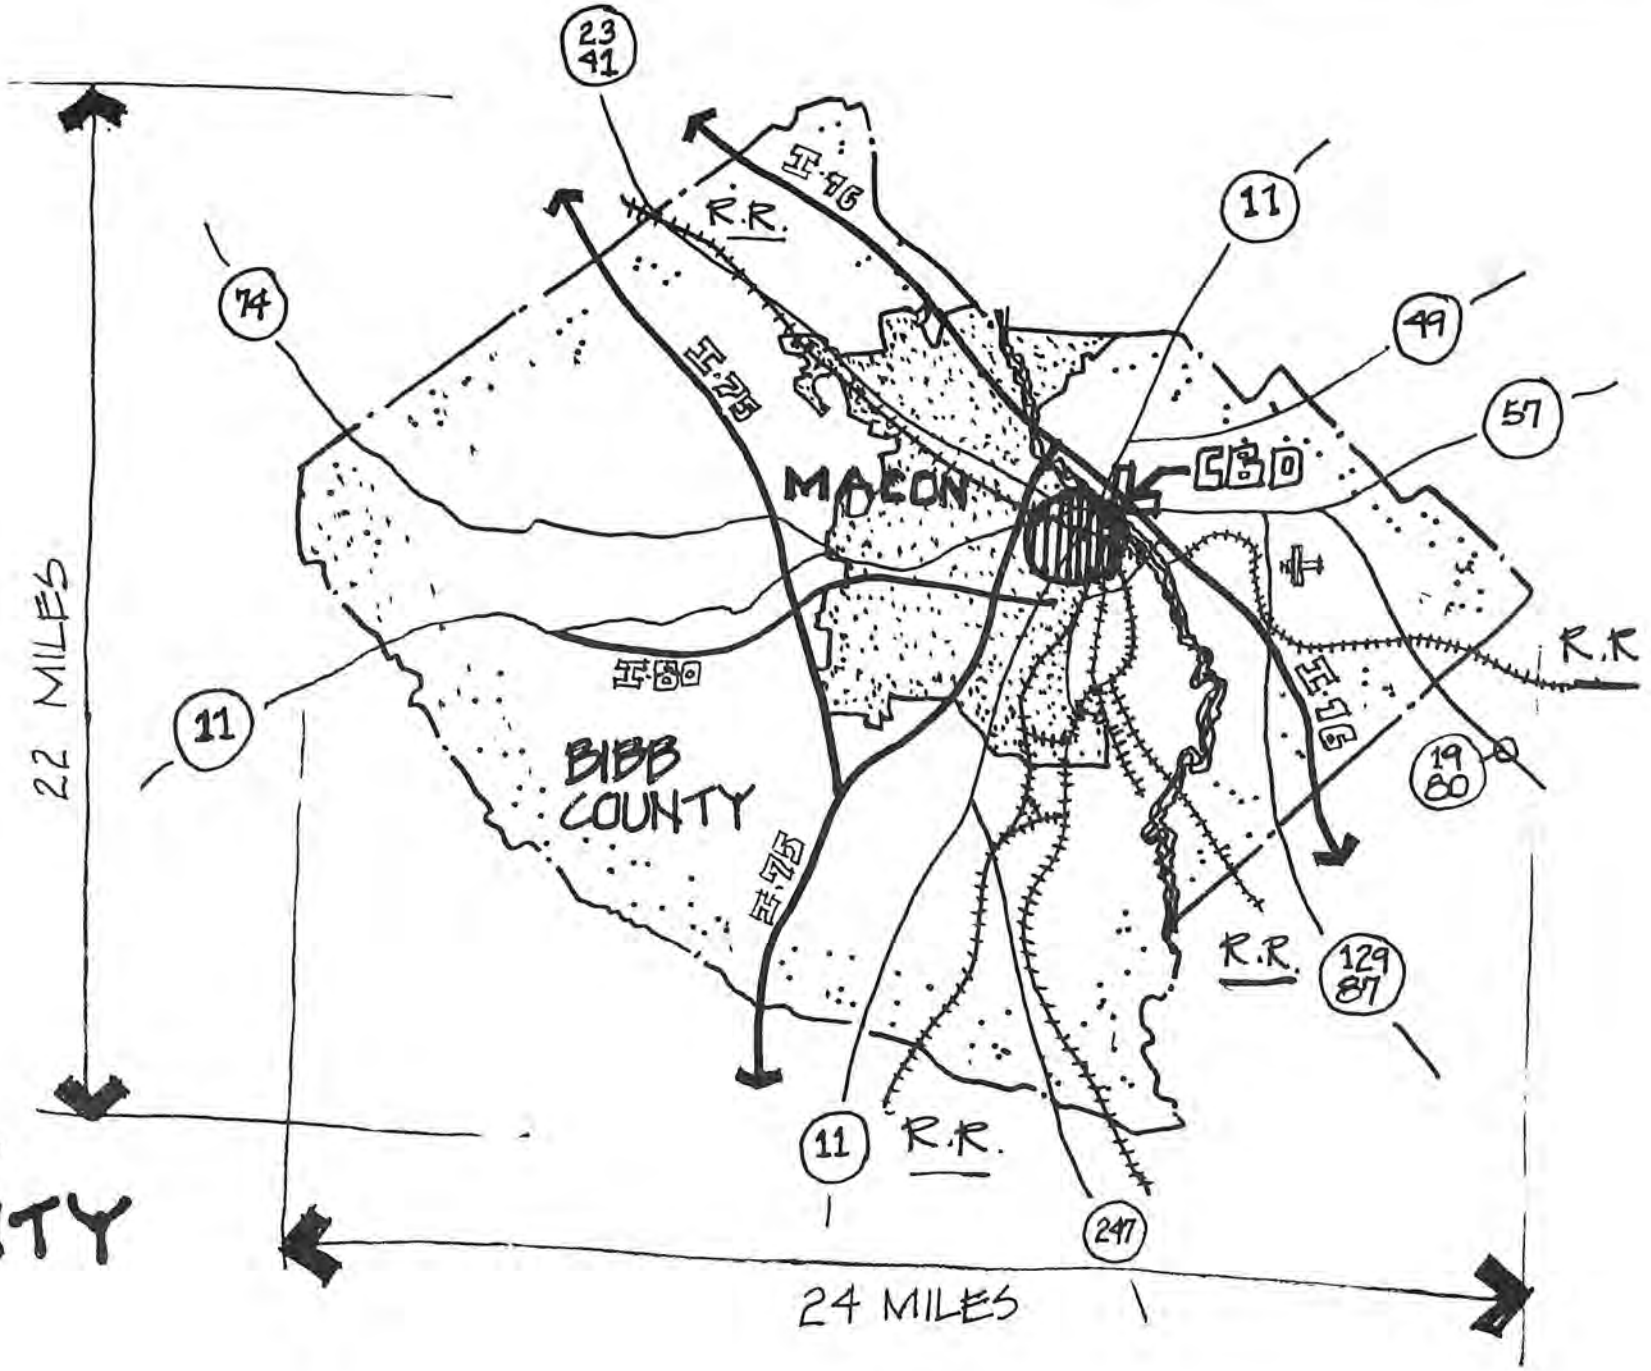 23
41
I·16
R.R.
11
74
49
I·75
57
MACON
CBD
22 MILES
R.R
I·80
11
I·16
BIBB
COUNTY
19
80
I·75
R.R.
129
87
11
R.R.
TY
247
24 MILES